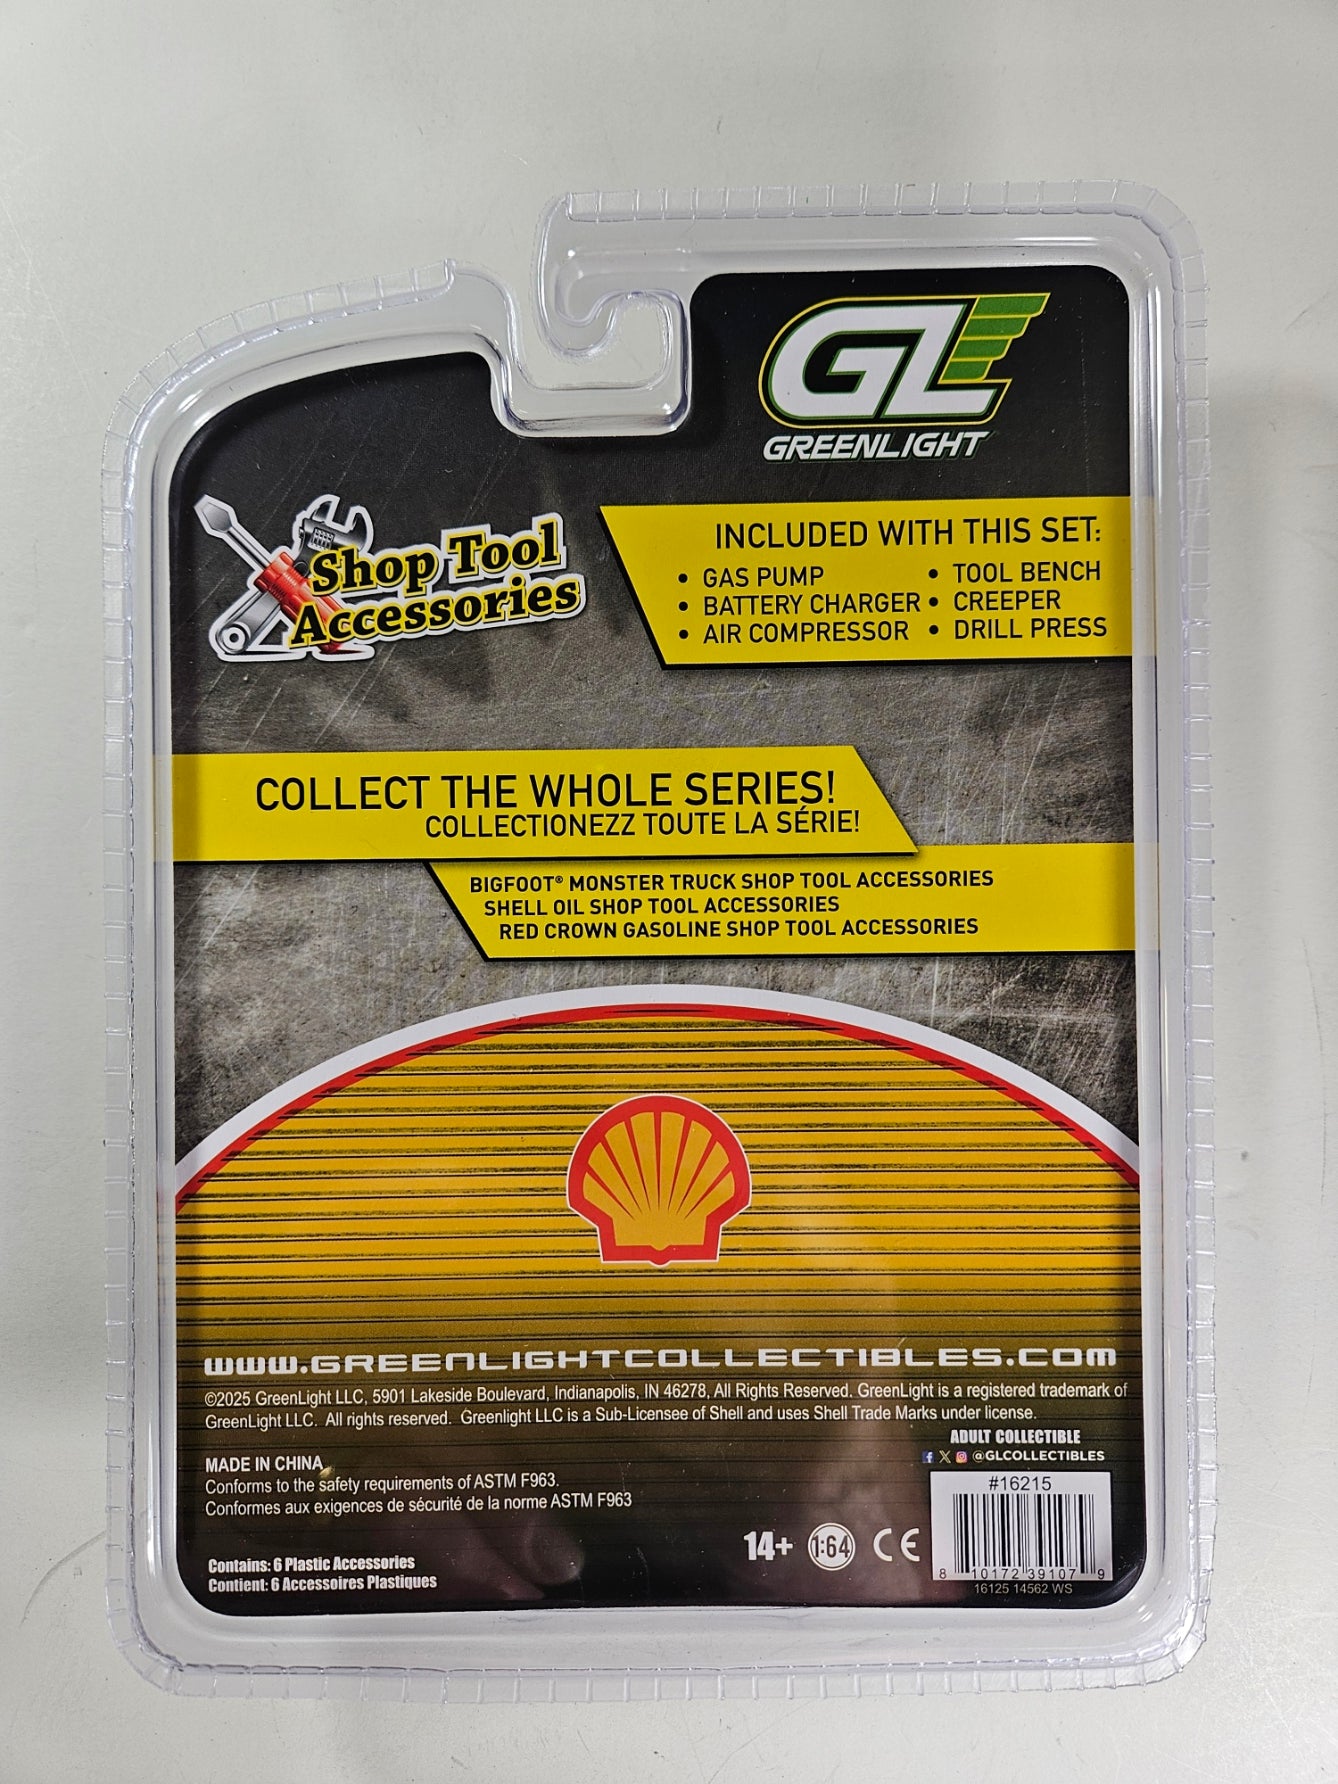 GL
GREENLIGHT
Shop Tool
Accessories
INCLUDED WITH THIS SET:
• GAS PUMP
• BATTERY CHARGER
• AIR COMPRESSOR
• TOOL BENCH
• CREEPER
• DRILL PRESS
COLLECT THE WHOLE SERIES!
COLLECTIONEZZ TOUTE LA SÉRIE!
BIGFOOT® MONSTER TRUCK SHOP TOOL ACCESSORIES
SHELL OIL SHOP TOOL ACCESSORIES
RED CROWN GASOLINE SHOP TOOL ACCESSORIES
www.GREENLIGHTCOLLECTIBLES.COM
©2025 GreenLight LLC, 5901 Lakeside Boulevard, Indianapolis, IN 46278, All Rights Reserved. GreenLight is a registered trademark of
GreenLight LLC. All rights reserved. Greenlight LLC is a Sub-Licensee of Shell and uses Shell Trade Marks under license.
ADULT COLLECTIBLE
@GLCOLLECTIBLES
MADE IN CHINA
Conforms to the safety requirements of ASTM F963.
Conformes aux exigences de sécurité de la norme ASTM F963
#16215
14+ 1:64 CE
Contains: 6 Plastic Accessories
Contient: 6 Accessoires Plastiques
8 10172 39107 9
16125 14562 WS